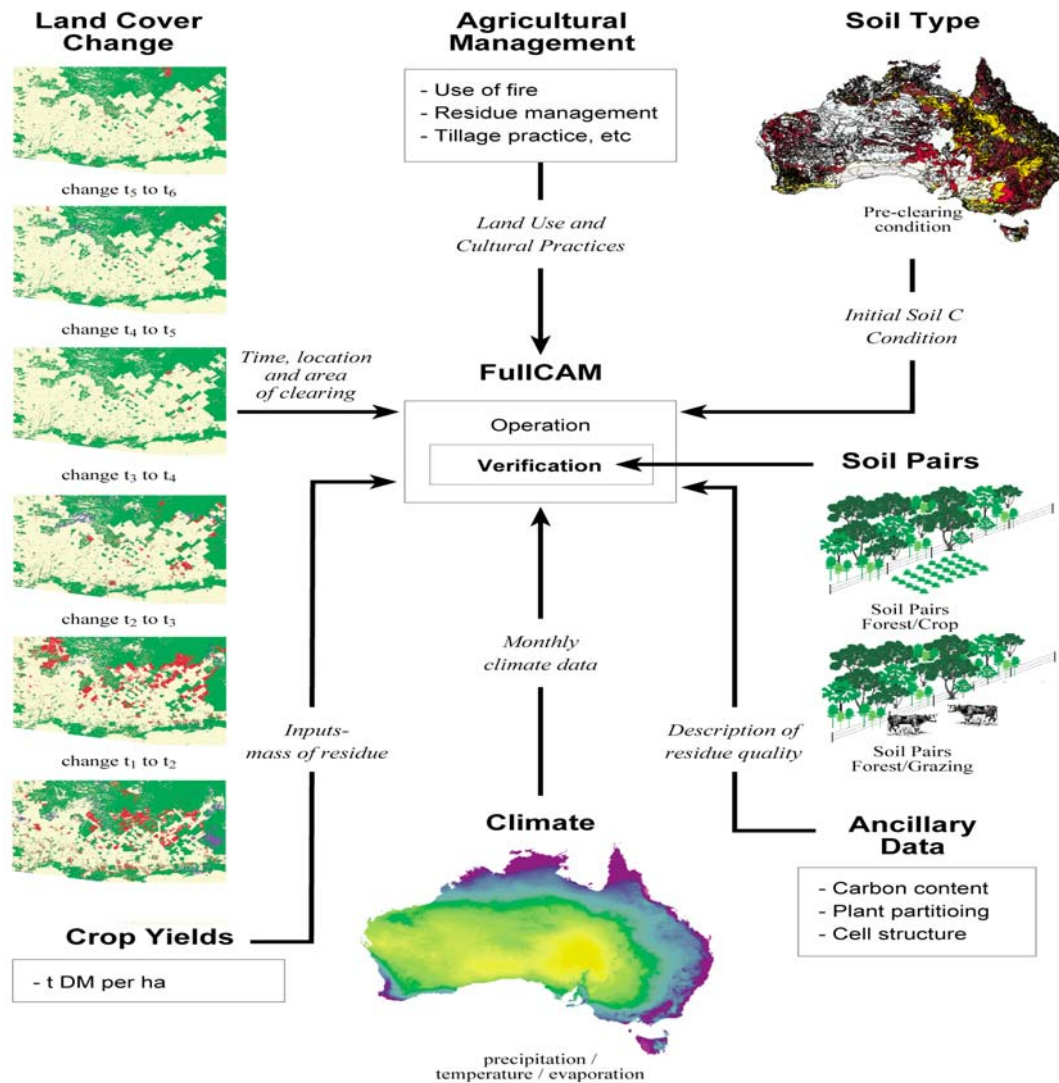 Land Cover
Change
change t5 to t6
change t4 to t5
change t3 to t4
change t2 to t3
change t1 to t2
Agricultural
Management
- Use of fire
- Residue management
- Tillage practice, etc
Land Use and
Cultural Practices
Soil Type
Pre-clearing
condition
Initial Soil C
Condition
Time, location
and area
of clearing
FullCAM
Operation
Verification
Soil Pairs
Soil Pairs
Forest/Crop
Soil Pairs
Forest/Grazing
Monthly
climate data
Inputs-
mass of residue
Description of
residue quality
Climate
precipitation /
temperature / evaporation
Ancillary
Data
- Carbon content
- Plant partitioing
- Cell structure
Crop Yields
- t DM per ha